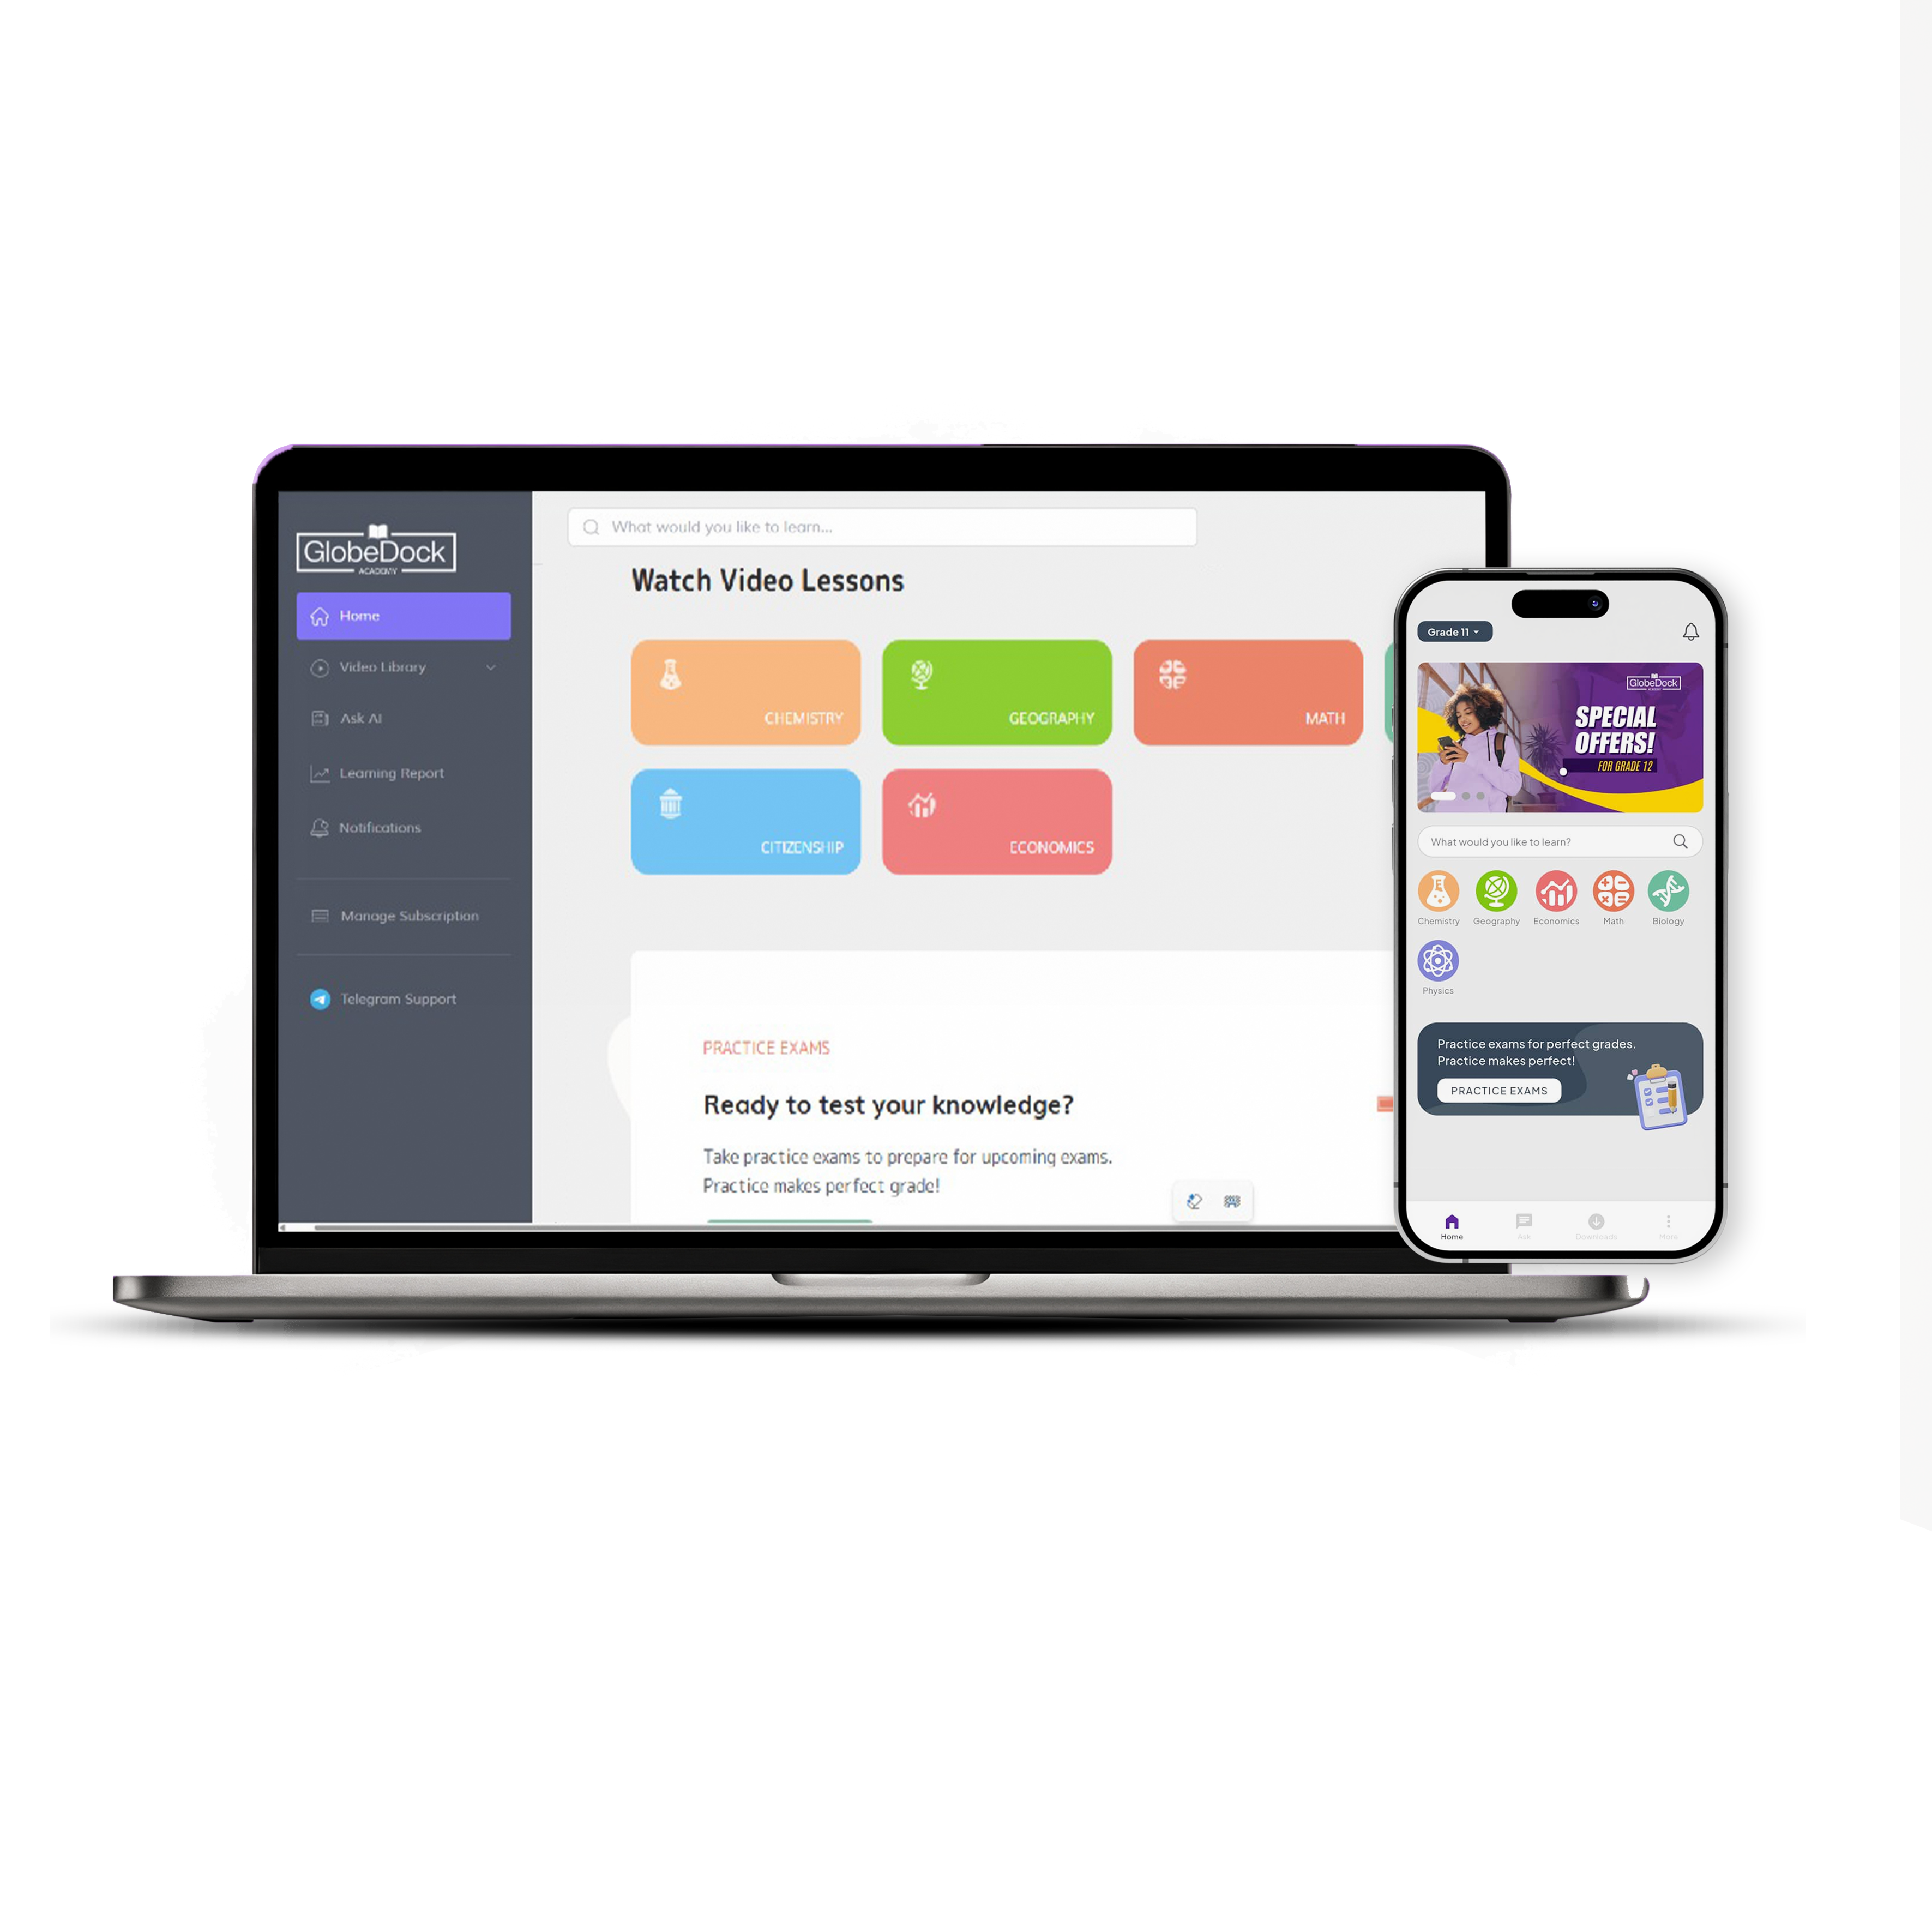 GlobeDock
ACADEMY
Home
Video Library
Ask AI
Learning Report
Notifications
Manage Subscription
Telegram Support
What would you like to learn...
Watch Video Lessons
CHEMISTRY
GEOGRAPHY
MATH
CITIZENSHIP
ECONOMICS
PRACTICE EXAMS
Ready to test your knowledge?
Take practice exams to prepare for upcoming exams.
Practice makes perfect grade!
Grade 11
GlobeDock
SPECIAL
OFFERS!
FOR GRADE 12
What would you like to learn?
Chemistry
Geography
Economics
Math
Biology
Physics
Practice exams for perfect grades.
Practice makes perfect!
PRACTICE EXAMS
Home
Ask
Downloads
More